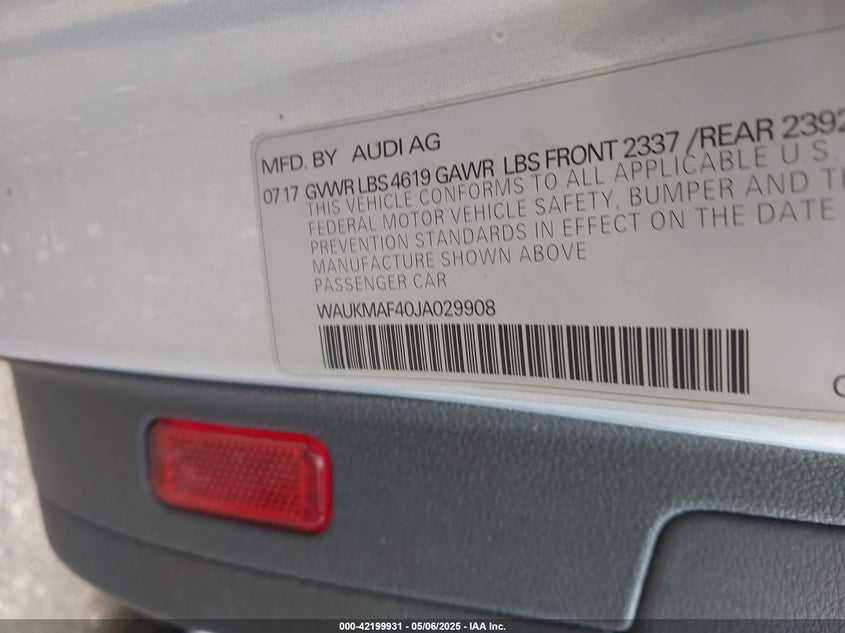 MFD. BY AUDI AG
07 17 GVWR LBS 4619 GAWR LBS FRONT 2337 /REAR 2392
THIS VEHICLE CONFORMS TO ALL APPLICABLE U.S.
FEDERAL MOTOR VEHICLE SAFETY. BUMPER AND
PREVENTION STANDARDS IN EFFECT ON THE DATE
MANUFACTURE SHOWN ABOVE
PASSENGER CAR
WAUKMAF40JA029908
000-42199931 - 05/06/2025 - IAA Inc.